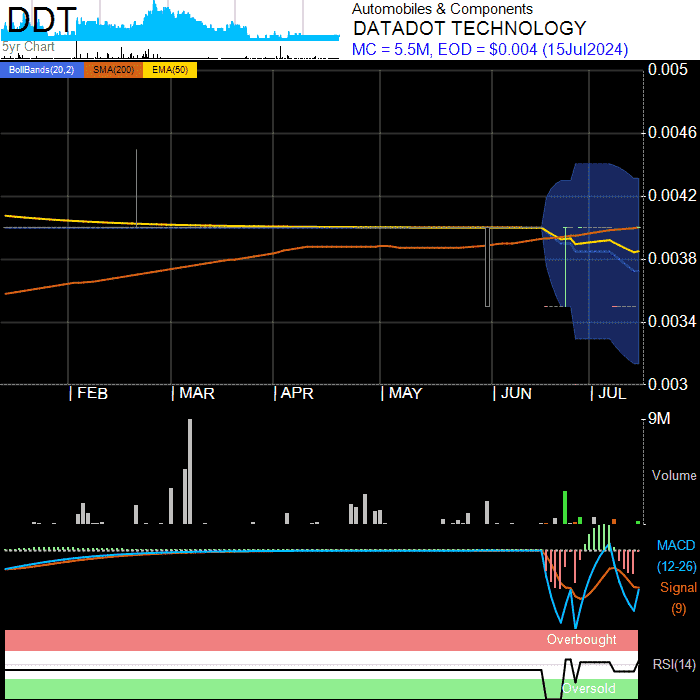 DDT
5yr Chart
Automobiles & Components
DATADOT TECHNOLOGY
MC = 5.5M, EOD = $0.004 (15Jul2024)
BollBands(20,2) SMA(200) EMA(50)
0.005
0.0046
0.0042
0.0038
0.0034
0.003
FEB MAR APR MAY JUN JUL
9M
Volume
MACD
(12-26)
Signal
(9)
Overbought
RSI(14)
Oversold